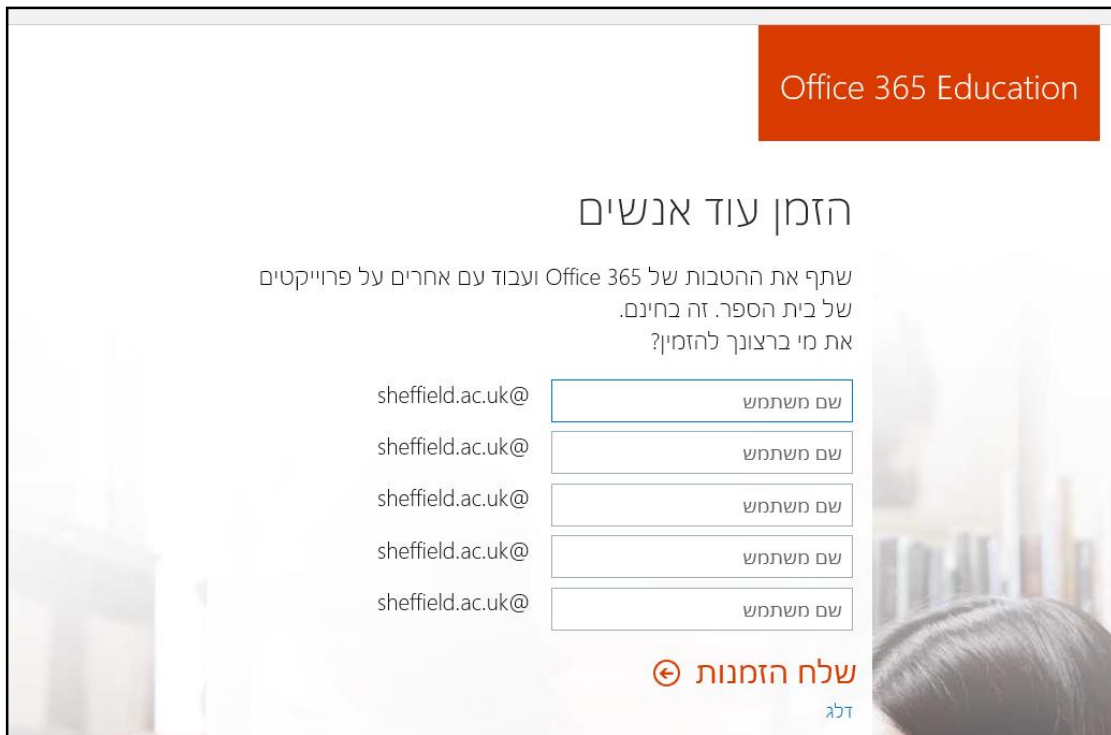 Office 365 Education
הזמן עוד אנשים
שתף את ההטבות של Office 365 ועבוד עם אחרים על פרוייקטים
של בית הספר. זה בחינם.
את מי ברצונך להזמין?
שם משתמש sheffield.ac.uk@
שם משתמש sheffield.ac.uk@
שם משתמש sheffield.ac.uk@
שם משתמש sheffield.ac.uk@
שם משתמש sheffield.ac.uk@
שלח הזמנות
דלג